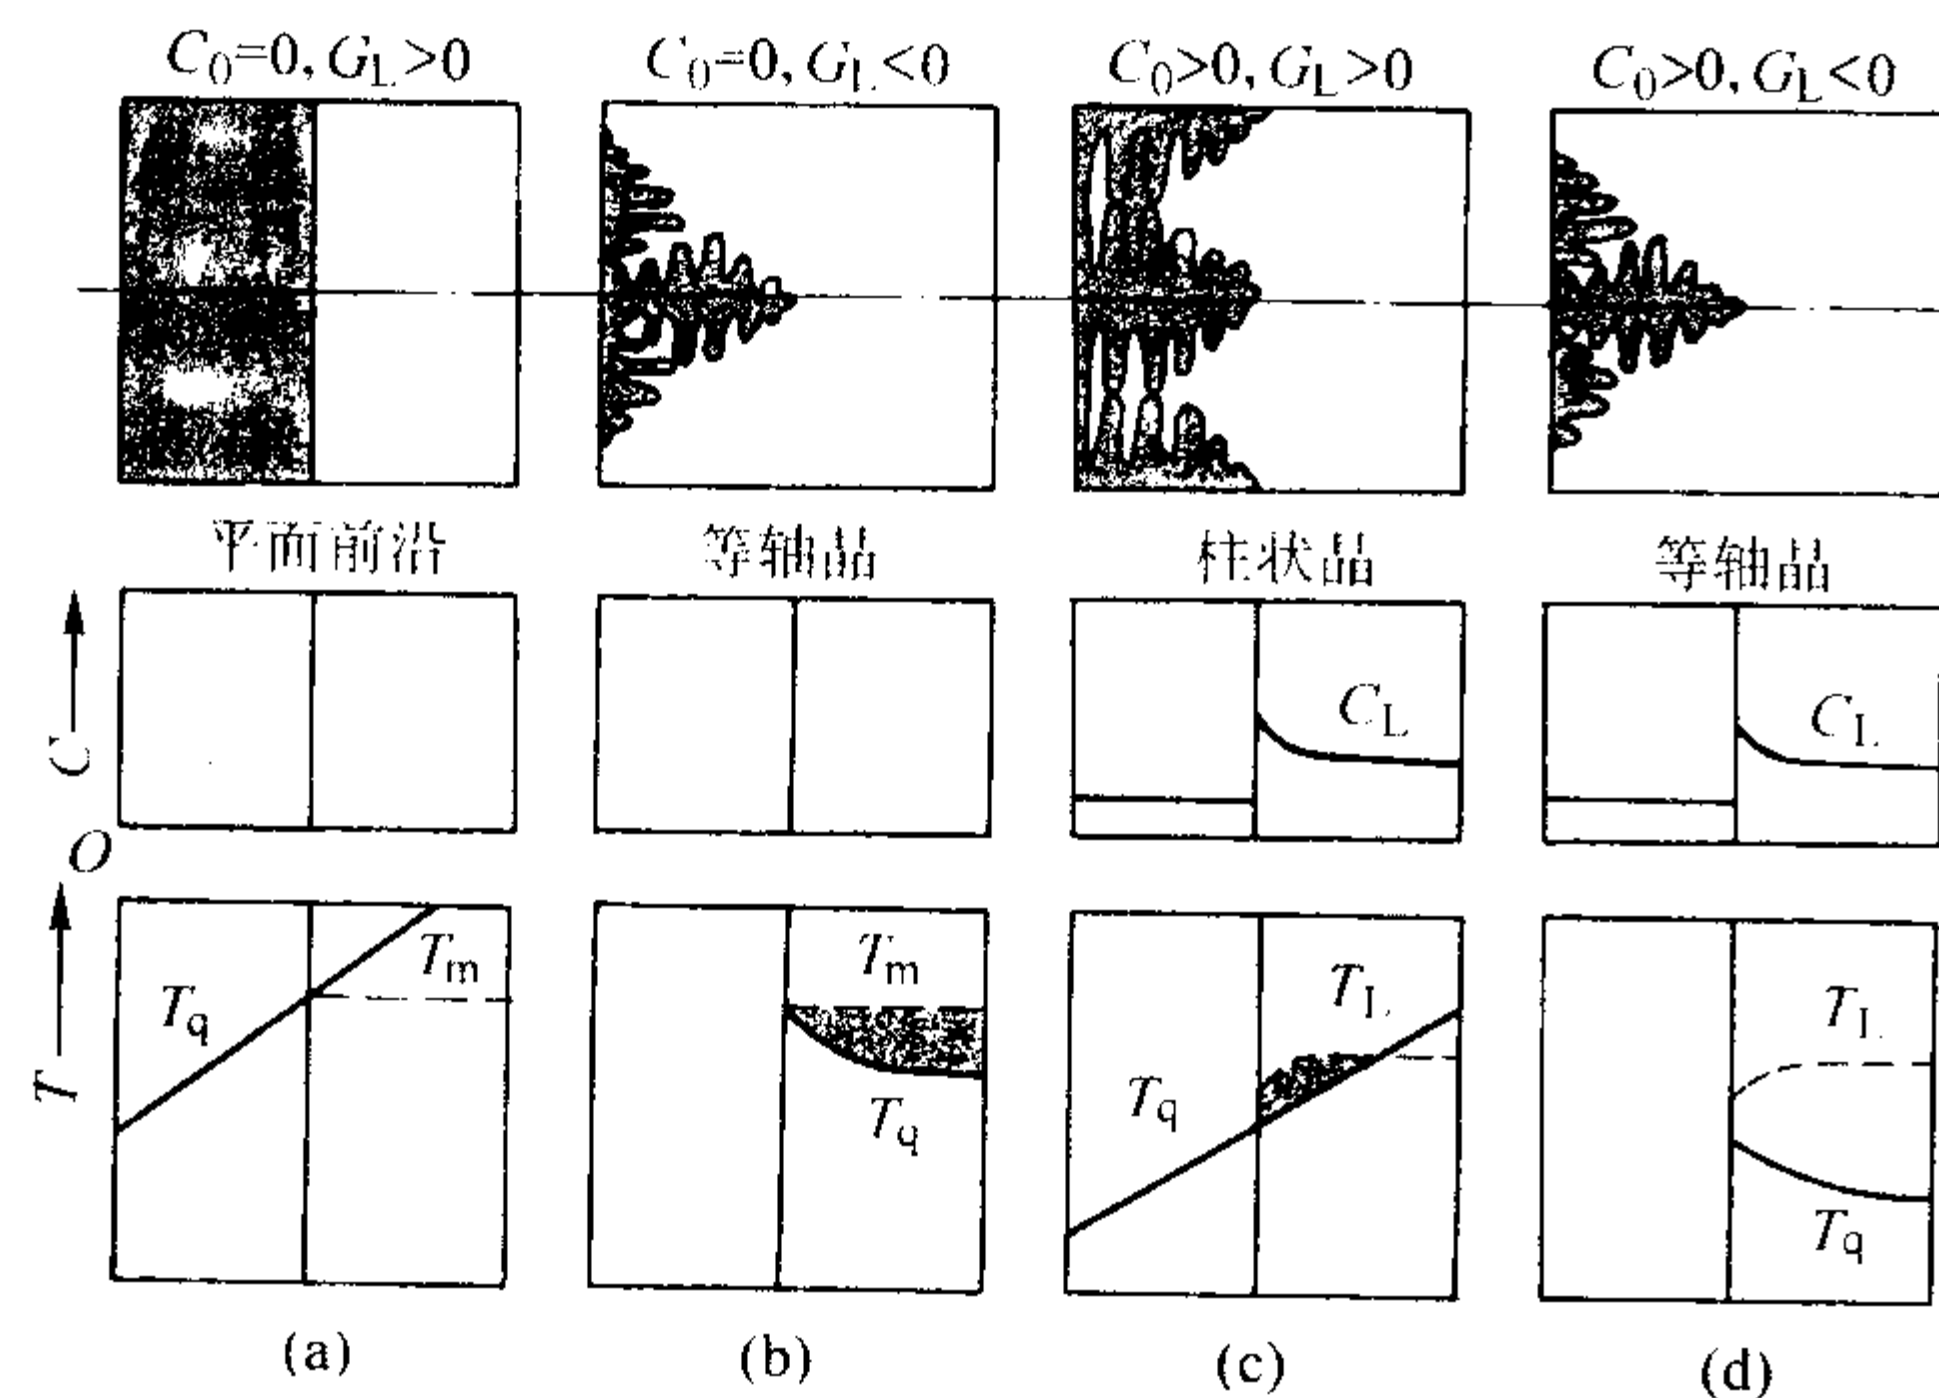 C₀=0, G_L>0 C₀=0, G_L<0 C₀>0, G_L>0 C₀>0, G_L<0
平面前沿 等轴晶 柱状晶 等轴晶
C C_L C_L
O
T T_q T_m T_m T_q T_q T_L T_L T_q
(a) (b) (c) (d)